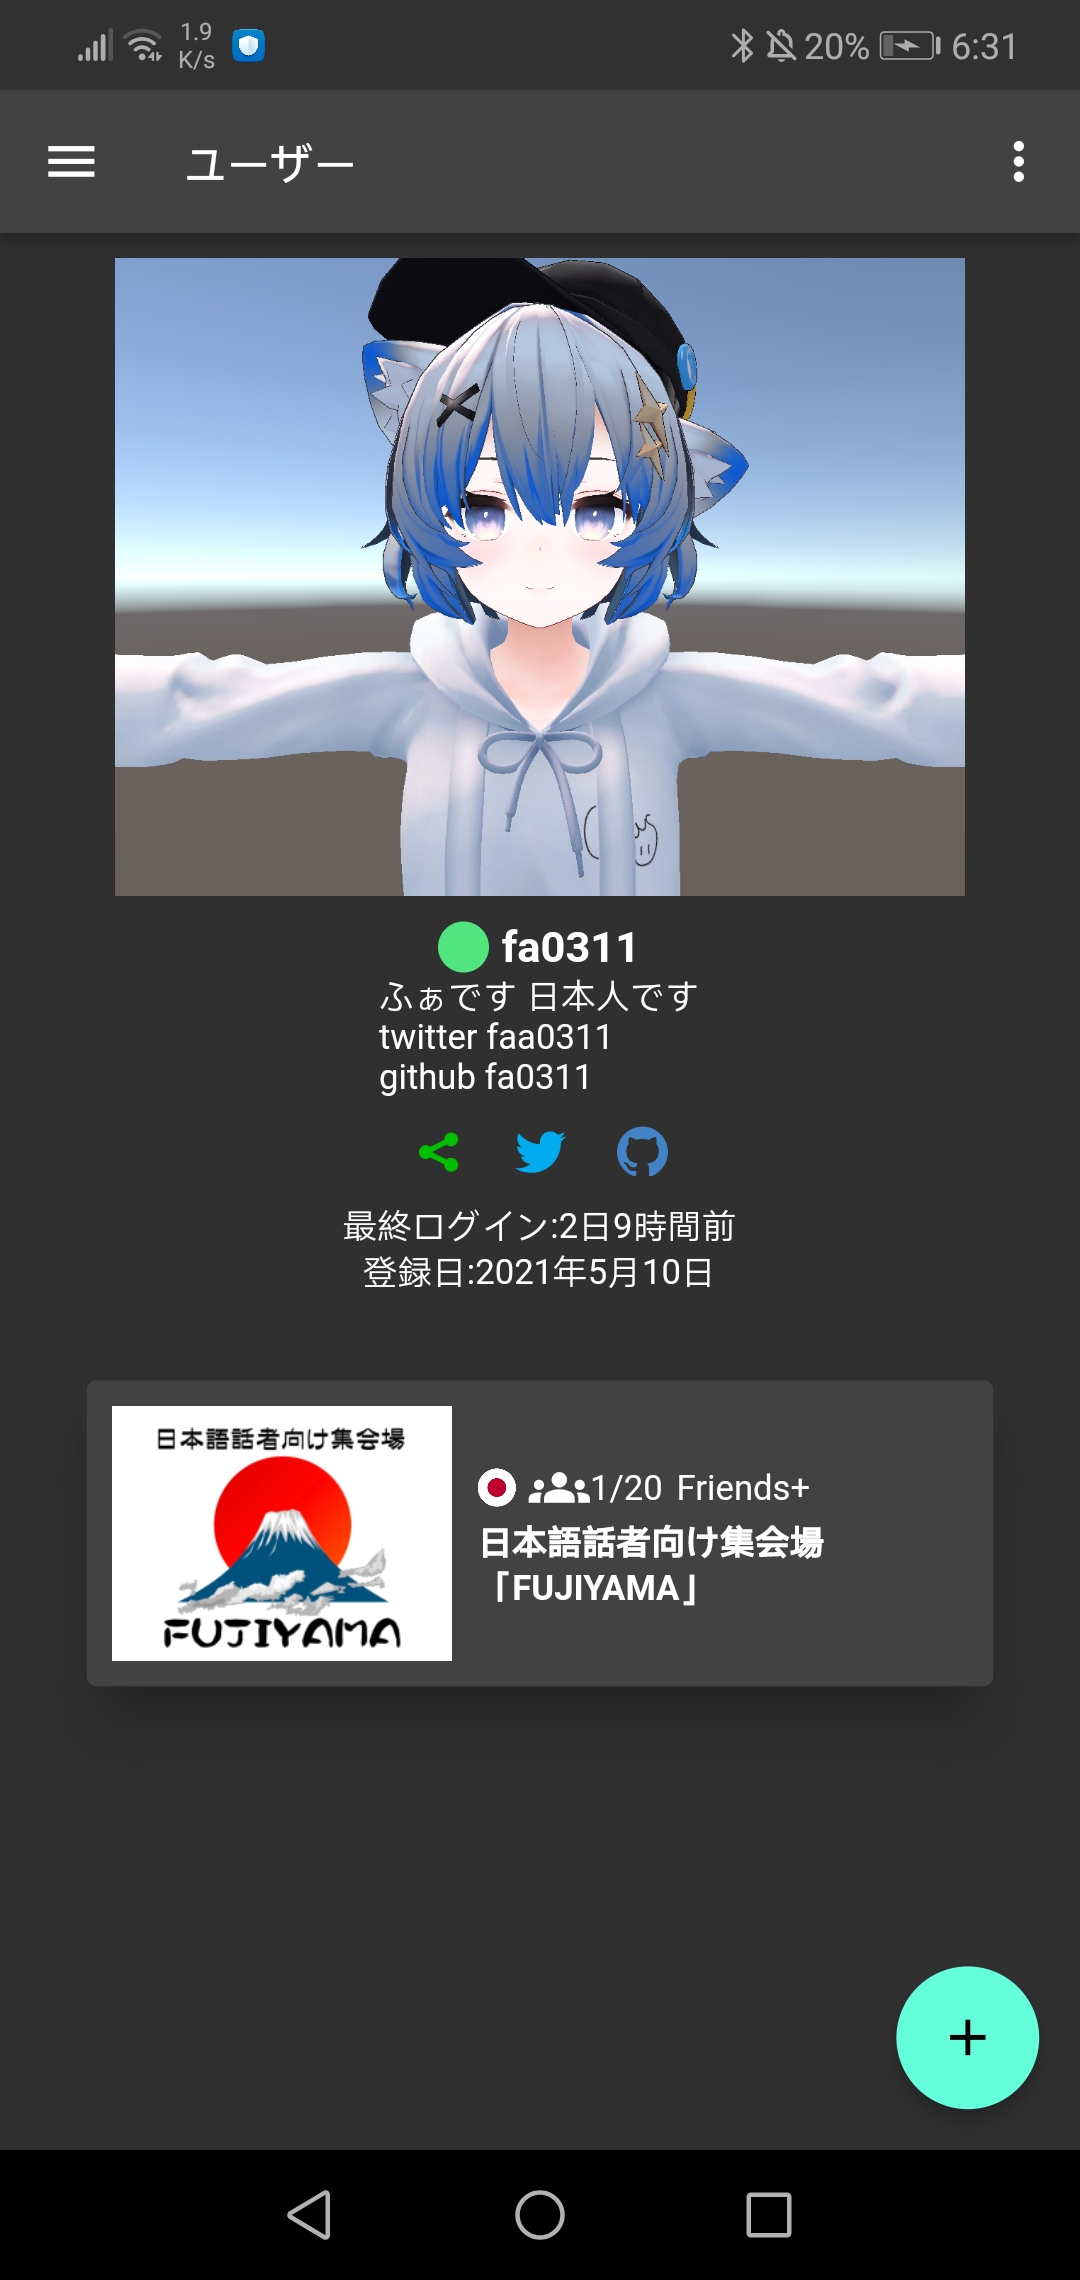 1.9
K/s
20%
6:31
ユーザー
fa0311
ふぁです 日本人です
twitter faa0311
github fa0311
最終ログイン:2日9時間前
登録日:2021年5月10日
日本語話者向け集会場
FUJIYAMA
1/20 Friends+
日本語話者向け集会場
「FUJIYAMA」